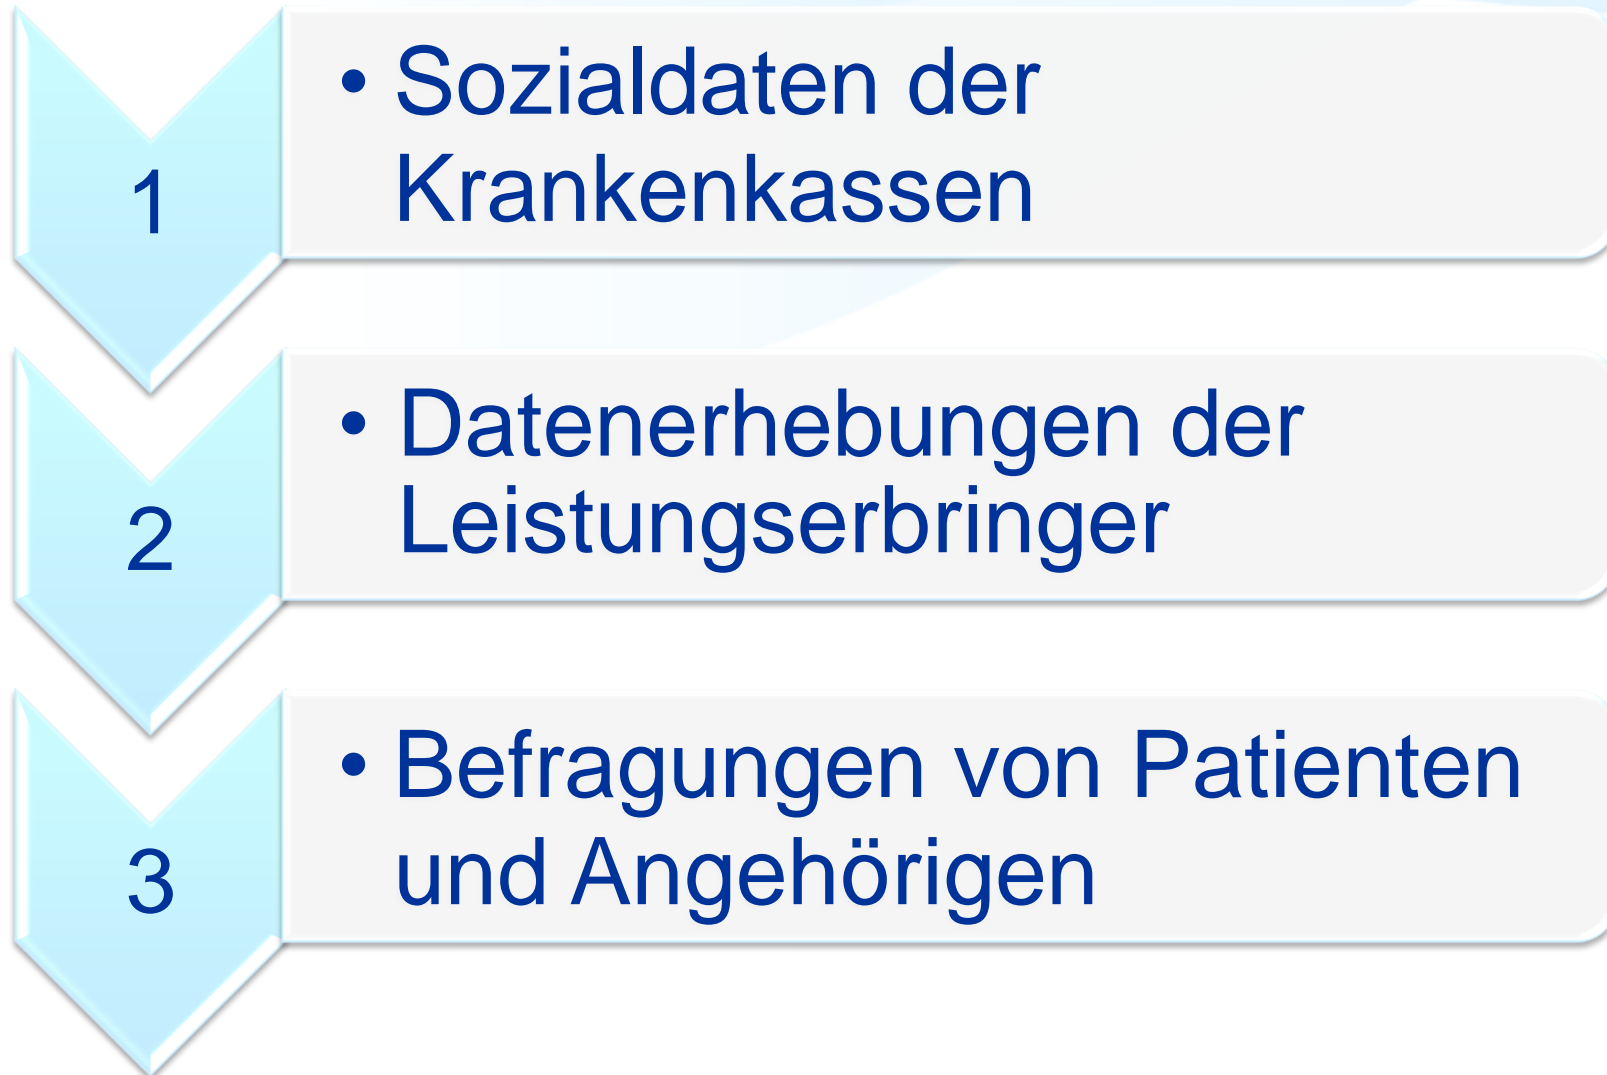 1
• Sozialdaten der
Krankenkassen
2
• Datenerhebungen der
Leistungserbringer
3
• Befragungen von Patienten
und Angehörigen